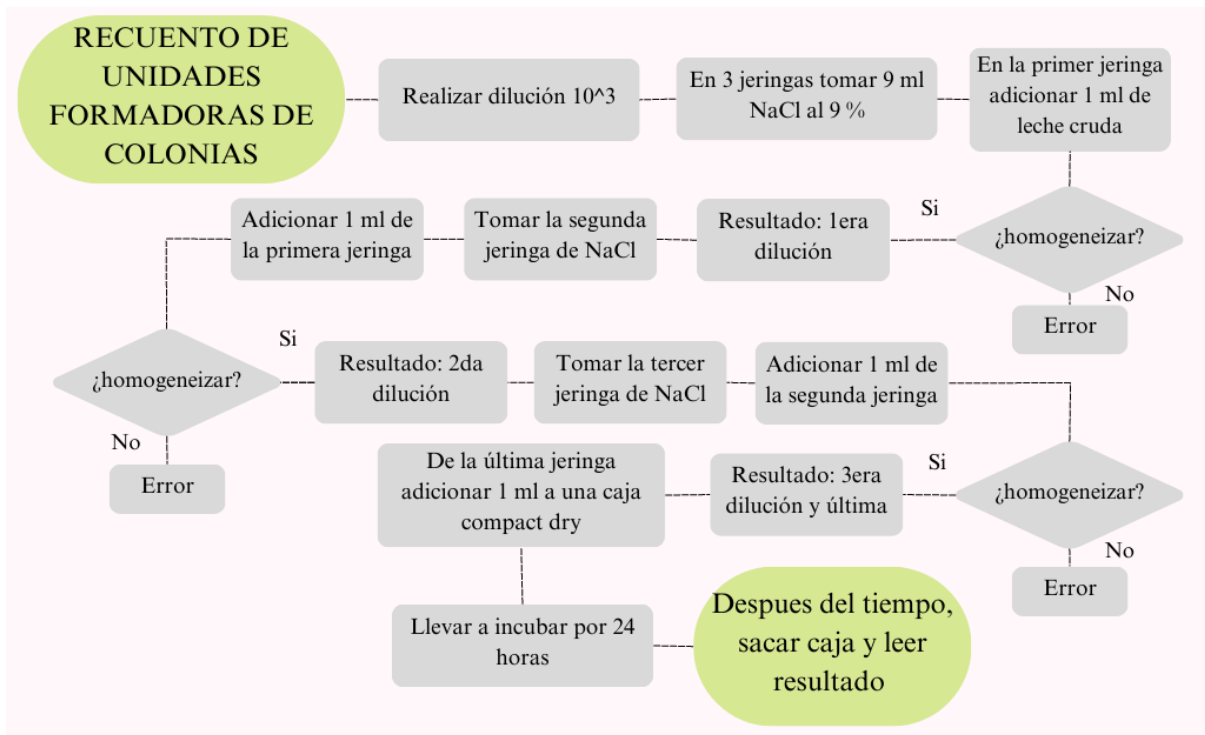 RECUENTO DE
UNIDADES
FORMADORAS DE
COLONIAS
Realizar dilución 10^3
En 3 jeringas tomar 9 ml
NaCl al 9 %
En la primer jeringa
adicionar 1 ml de
leche cruda
¿homogeneizar?
No
Error
Si
Resultado: 1era
dilución
Tomar la segunda
jeringa de NaCl
Adicionar 1 ml de
la primera jeringa
¿homogeneizar?
No
Error
Si
Resultado: 2da
dilución
Tomar la tercer
jeringa de NaCl
Adicionar 1 ml de
la segunda jeringa
¿homogeneizar?
No
Error
Si
Resultado: 3era
dilución y última
De la última jeringa
adicionar 1 ml a una caja
compact dry
Llevar a incubar por 24
horas
Despues del tiempo,
sacar caja y leer
resultado